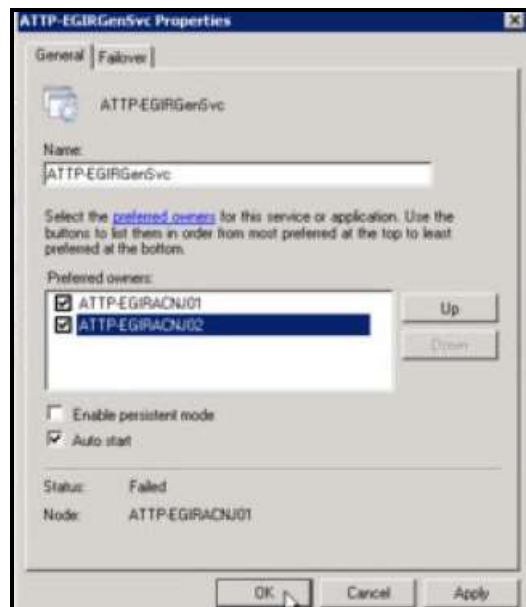 ATTP-EGIRGenSvc Properties
General Failover
ATTP-EGIRGenSvc
Name:
ATTP-EGIRGenSvc
Select the preferred owners for this service or application. Use the
buttons to list them in order from most preferred at the top to least
preferred at the bottom.
Preferred owners:
ATTP-EGIRACNJ01
ATTP-EGIRACNJ02
Up
Down
Enable persistent mode
Auto start
Status: Failed
Node: ATTP-EGIRACNJ01
OK Cancel Apply